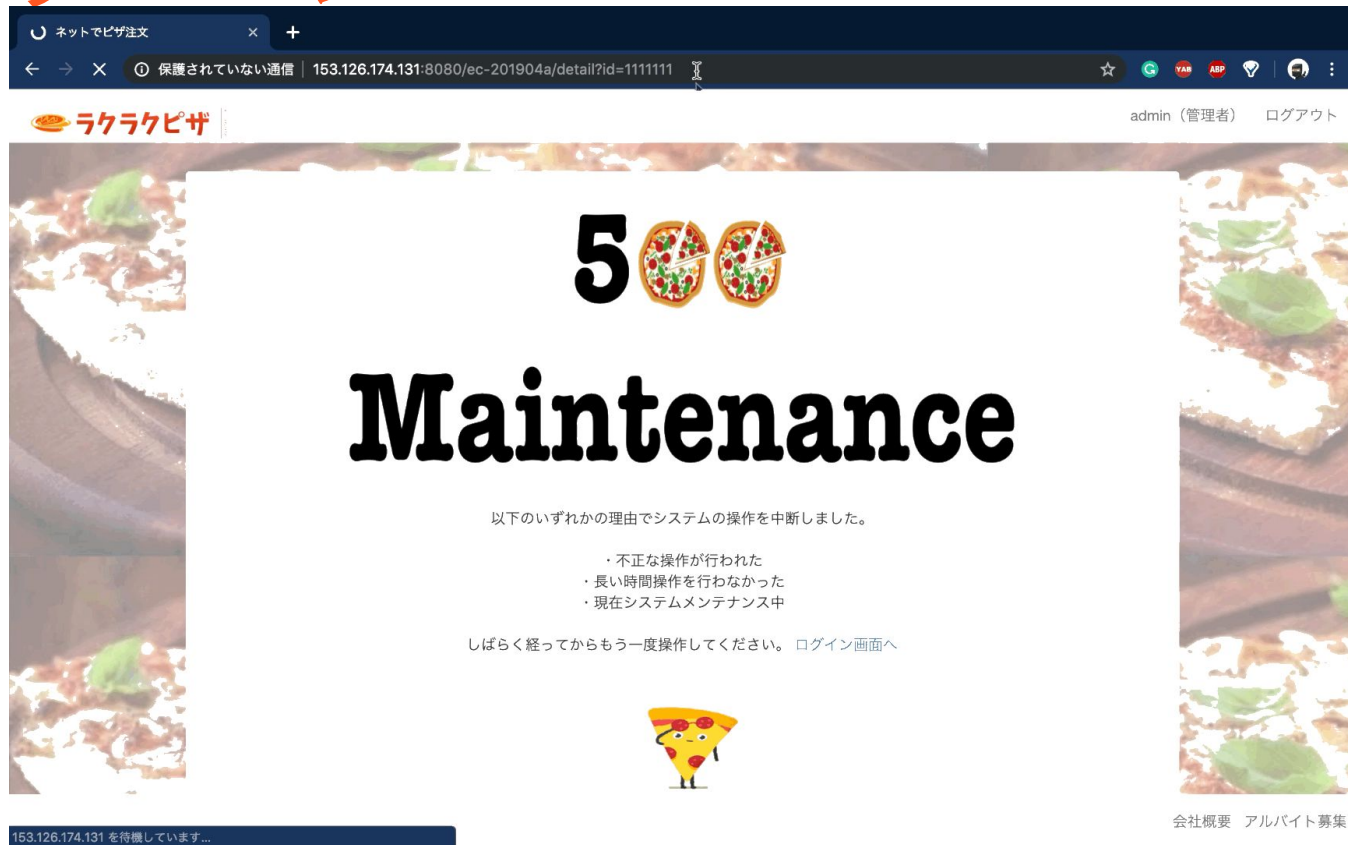 ネットでピザ注文
保護されていない通信 153.126.174.131:8080/ec-201904a/detail?id=1111111
YAB
ABP
ラクラクピザ
admin（管理者） ログアウト
500
Maintenance
以下のいずれかの理由でシステムの操作を中断しました。
・不正な操作が行われた
・長い時間操作を行わなかった
・現在システムメンテナンス中
しばらく経ってからもう一度操作してください。 ログイン画面へ
会社概要 アルバイト募集
153.126.174.131 を待機しています...